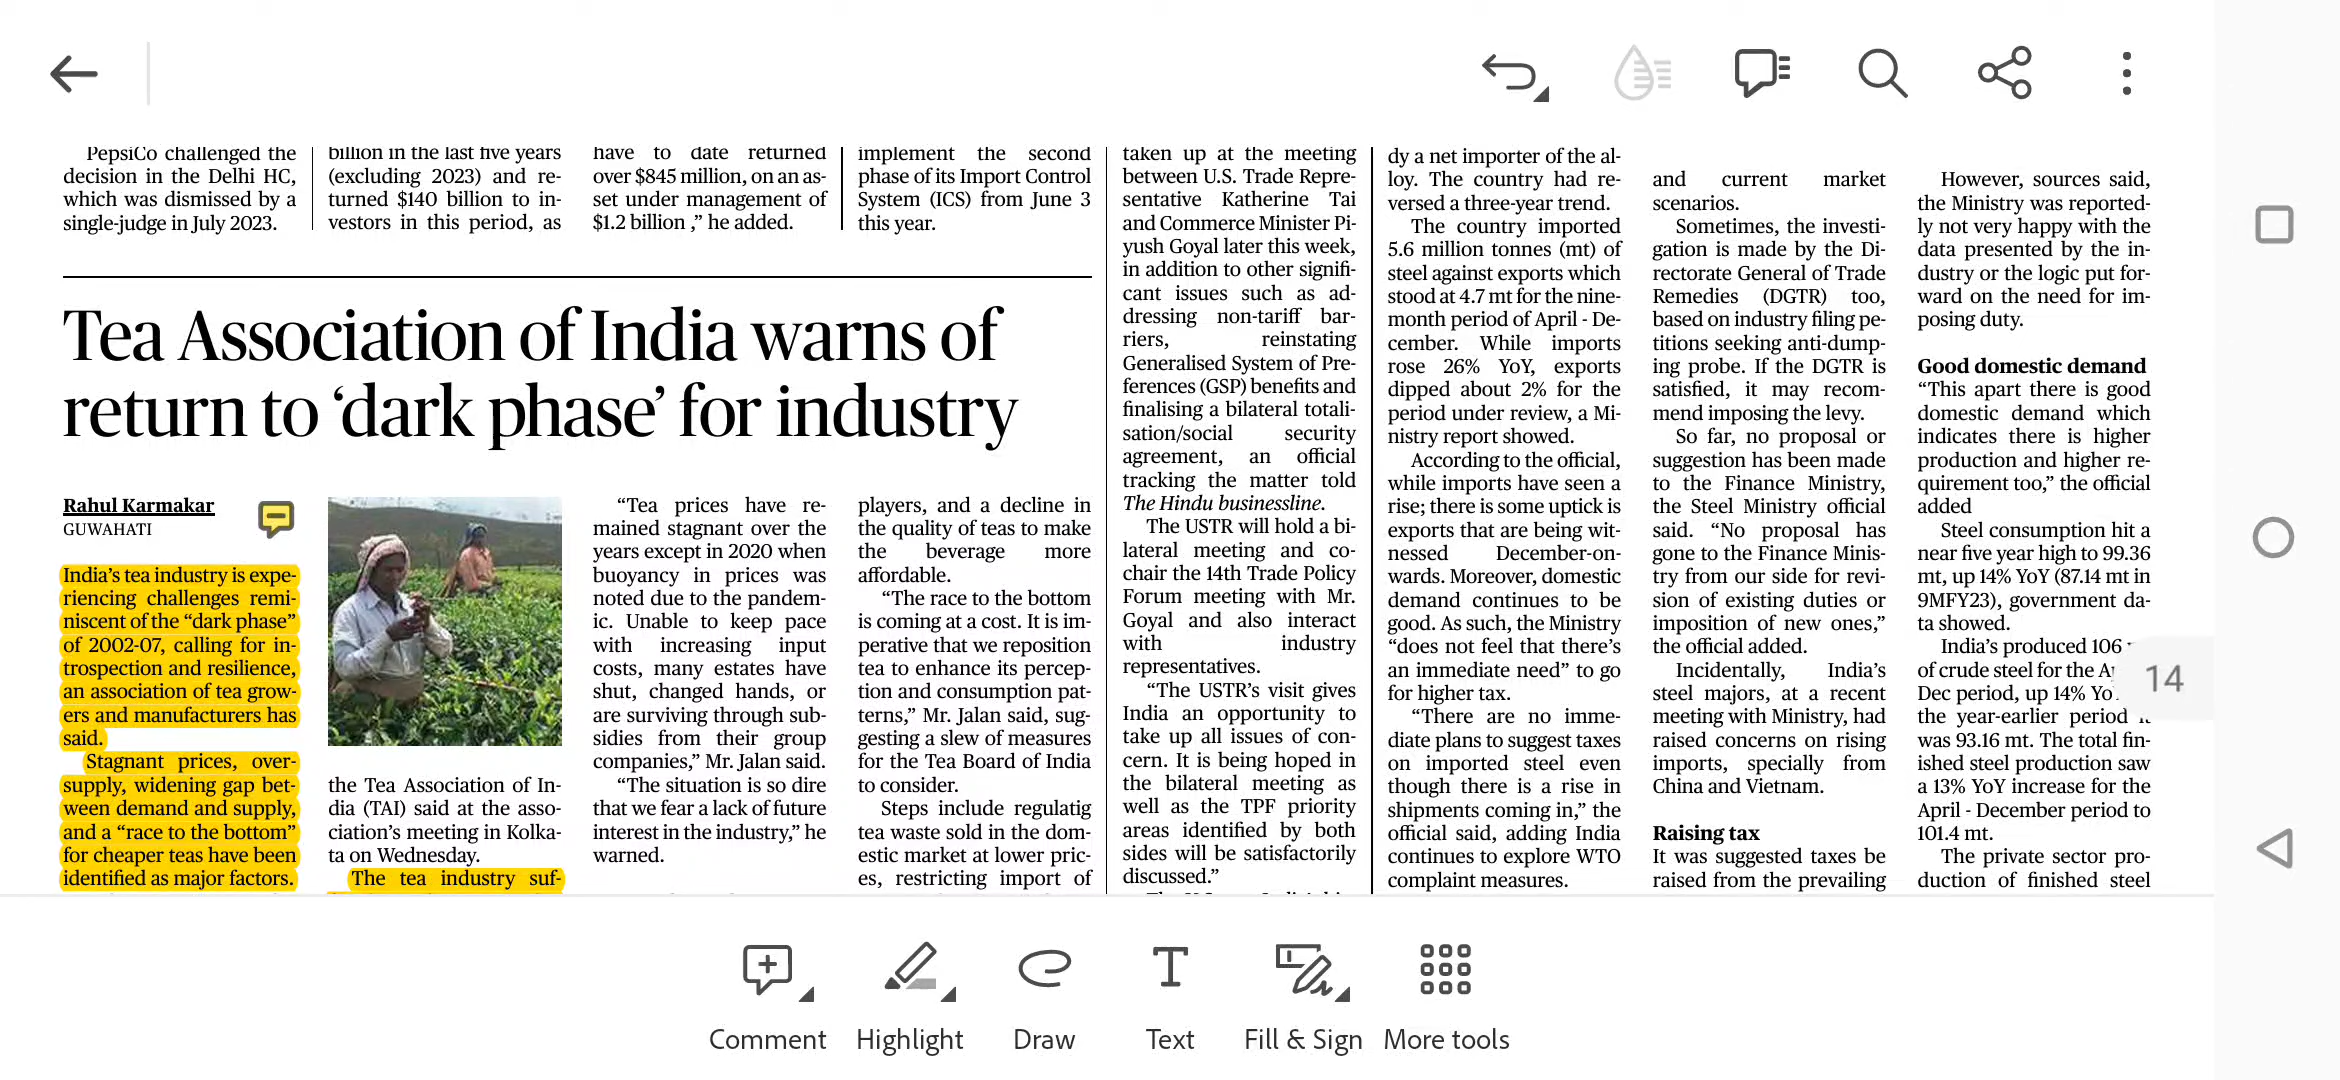 PepsiCo challenged the
decision in the Delhi HC,
which was dismissed by a
single-judge in July 2023.
billion in the last five years
(excluding 2023) and re-
turned $140 billion to in-
vestors in this period, as
have to date returned
over $845 million, on an as-
set under management of
$1.2 billion ,” he added.
implement the second
phase of its Import Control
System (ICS) from June 3
this year.
Tea Association of India warns of
return to ‘dark phase’ for industry
Rahul Karmakar
GUWAHATI
India’s tea industry is expe-
riencing challenges remi-
niscent of the “dark phase”
of 2002-07, calling for in-
trospection and resilience,
an association of tea grow-
ers and manufacturers has
said.
Stagnant prices, over-
supply, widening gap bet-
ween demand and supply,
and a “race to the bottom”
for cheaper teas have been
identified as major factors.
the Tea Association of In-
dia (TAI) said at the asso-
ciation’s meeting in Kolka-
ta on Wednesday.
The tea industry suf-
“Tea prices have re-
mained stagnant over the
years except in 2020 when
buoyancy in prices was
noted due to the pandem-
ic. Unable to keep pace
with increasing input
costs, many estates have
shut, changed hands, or
are surviving through sub-
sidies from their group
companies,” Mr. Jalan said.
“The situation is so dire
that we fear a lack of future
interest in the industry,” he
warned.
players, and a decline in
the quality of teas to make
the beverage more
affordable.
“The race to the bottom
is coming at a cost. It is im-
perative that we reposition
tea to enhance its percep-
tion and consumption pat-
terns,” Mr. Jalan said, sug-
gesting a slew of measures
for the Tea Board of India
to consider.
Steps include regulatig
tea waste sold in the dom-
estic market at lower pric-
es, restricting import of
taken up at the meeting
between U.S. Trade Repre-
sentative Katherine Tai
and Commerce Minister Pi-
yush Goyal later this week,
in addition to other signifi-
cant issues such as ad-
dressing non-tariff bar-
riers, reinstating
Generalised System of Pre-
ferences (GSP) benefits and
finalising a bilateral totali-
sation/social security
agreement, an official
tracking the matter told
The Hindu businessline.
The USTR will hold a bi-
lateral meeting and co-
chair the 14th Trade Policy
Forum meeting with Mr.
Goyal and also interact
with industry
representatives.
“The USTR’s visit gives
India an opportunity to
take up all issues of con-
cern. It is being hoped in
the bilateral meeting as
well as the TPF priority
areas identified by both
sides will be satisfactorily
discussed.”
dy a net importer of the al-
loy. The country had re-
versed a three-year trend.
The country imported
5.6 million tonnes (mt) of
steel against exports which
stood at 4.7 mt for the nine-
month period of April - De-
cember. While imports
rose 26% YoY, exports
dipped about 2% for the
period under review, a Mi-
nistry report showed.
According to the official,
while imports have seen a
rise; there is some uptick is
exports that are being wit-
nessed December-on-
wards. Moreover, domestic
demand continues to be
good. As such, the Ministry
“does not feel that there’s
an immediate need” to go
for higher tax.
“There are no imme-
diate plans to suggest taxes
on imported steel even
though there is a rise in
shipments coming in,” the
official said, adding India
continues to explore WTO
complaint measures.
and current market
scenarios.
Sometimes, the investi-
gation is made by the Di-
rectorate General of Trade
Remedies (DGTR) too,
based on industry filing pe-
titions seeking anti-dump-
ing probe. If the DGTR is
satisfied, it may recom-
mend imposing the levy.
So far, no proposal or
suggestion has been made
to the Finance Ministry,
the Steel Ministry official
said. “No proposal has
gone to the Finance Minis-
try from our side for revi-
sion of existing duties or
imposition of new ones,”
the official added.
Incidentally, India’s
steel majors, at a recent
meeting with Ministry, had
raised concerns on rising
imports, specially from
China and Vietnam.
Raising tax
It was suggested taxes be
raised from the prevailing
However, sources said,
the Ministry was reported-
ly not very happy with the
data presented by the in-
dustry or the logic put for-
ward on the need for im-
posing duty.
Good domestic demand
“This apart there is good
domestic demand which
indicates there is higher
production and higher re-
quirement too,” the official
added
Steel consumption hit a
near five year high to 99.36
mt, up 14% YoY (87.14 mt in
9MFY23), government da-
ta showed.
India’s produced 106
of crude steel for the
Dec period, up 14%
the year-earlier period
was 93.16 mt. The total fin-
ished steel production saw
a 13% YoY increase for the
April - December period to
101.4 mt.
The private sector pro-
duction of finished steel
14
Comment
Highlight
Draw
Text
Fill & Sign
More tools